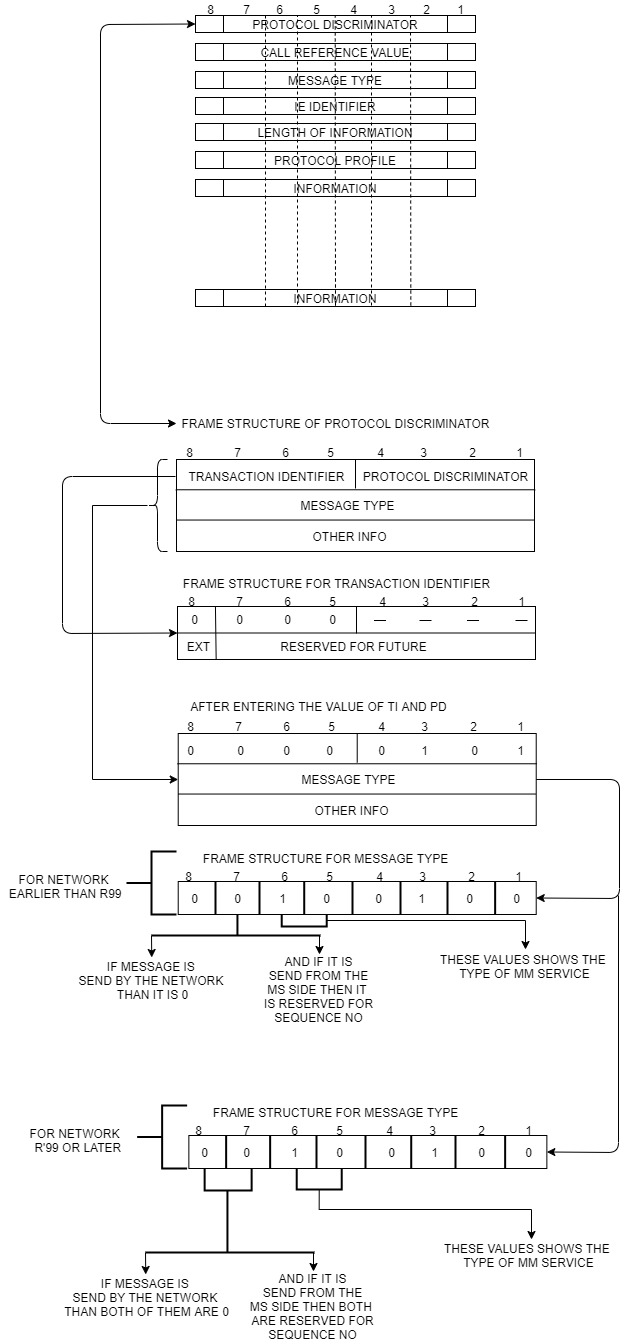 8 7 6 5 4 3 2 1
PROTOCOL DISCRIMINATOR
CALL REFERENCE VALUE
MESSAGE TYPE
IE IDENTIFIER
LENGTH OF INFORMATION
PROTOCOL PROFILE
INFORMATION
INFORMATION
FRAME STRUCTURE OF PROTOCOL DISCRIMINATOR
8 7 6 5 4 3 2 1
TRANSACTION IDENTIFIER PROTOCOL DISCRIMINATOR
MESSAGE TYPE
OTHER INFO
FRAME STRUCTURE FOR TRANSACTION IDENTIFIER
8 7 6 5 4 3 2 1
0 0 0 0 — — — —
EXT RESERVED FOR FUTURE
AFTER ENTERING THE VALUE OF TI AND PD
8 7 6 5 4 3 2 1
0 0 0 0 0 1 0 1
MESSAGE TYPE
OTHER INFO
FRAME STRUCTURE FOR MESSAGE TYPE
FOR NETWORK
EARLIER THAN R99
8 7 6 5 4 3 2 1
0 0 1 0 0 1 0 0
IF MESSAGE IS
SEND BY THE NETWORK
THAN IT IS 0
AND IF IT IS
SEND FROM THE
MS SIDE THEN IT
IS RESERVED FOR
SEQUENCE NO
THESE VALUES SHOWS THE
TYPE OF MM SERVICE
FRAME STRUCTURE FOR MESSAGE TYPE
FOR NETWORK
R'99 OR LATER
8 7 6 5 4 3 2 1
0 0 1 0 0 1 0 0
IF MESSAGE IS
SEND BY THE NETWORK
THAN BOTH OF THEM ARE 0
AND IF IT IS
SEND FROM THE
MS SIDE THEN BOTH
ARE RESERVED FOR
SEQUENCE NO
THESE VALUES SHOWS THE
TYPE OF MM SERVICE